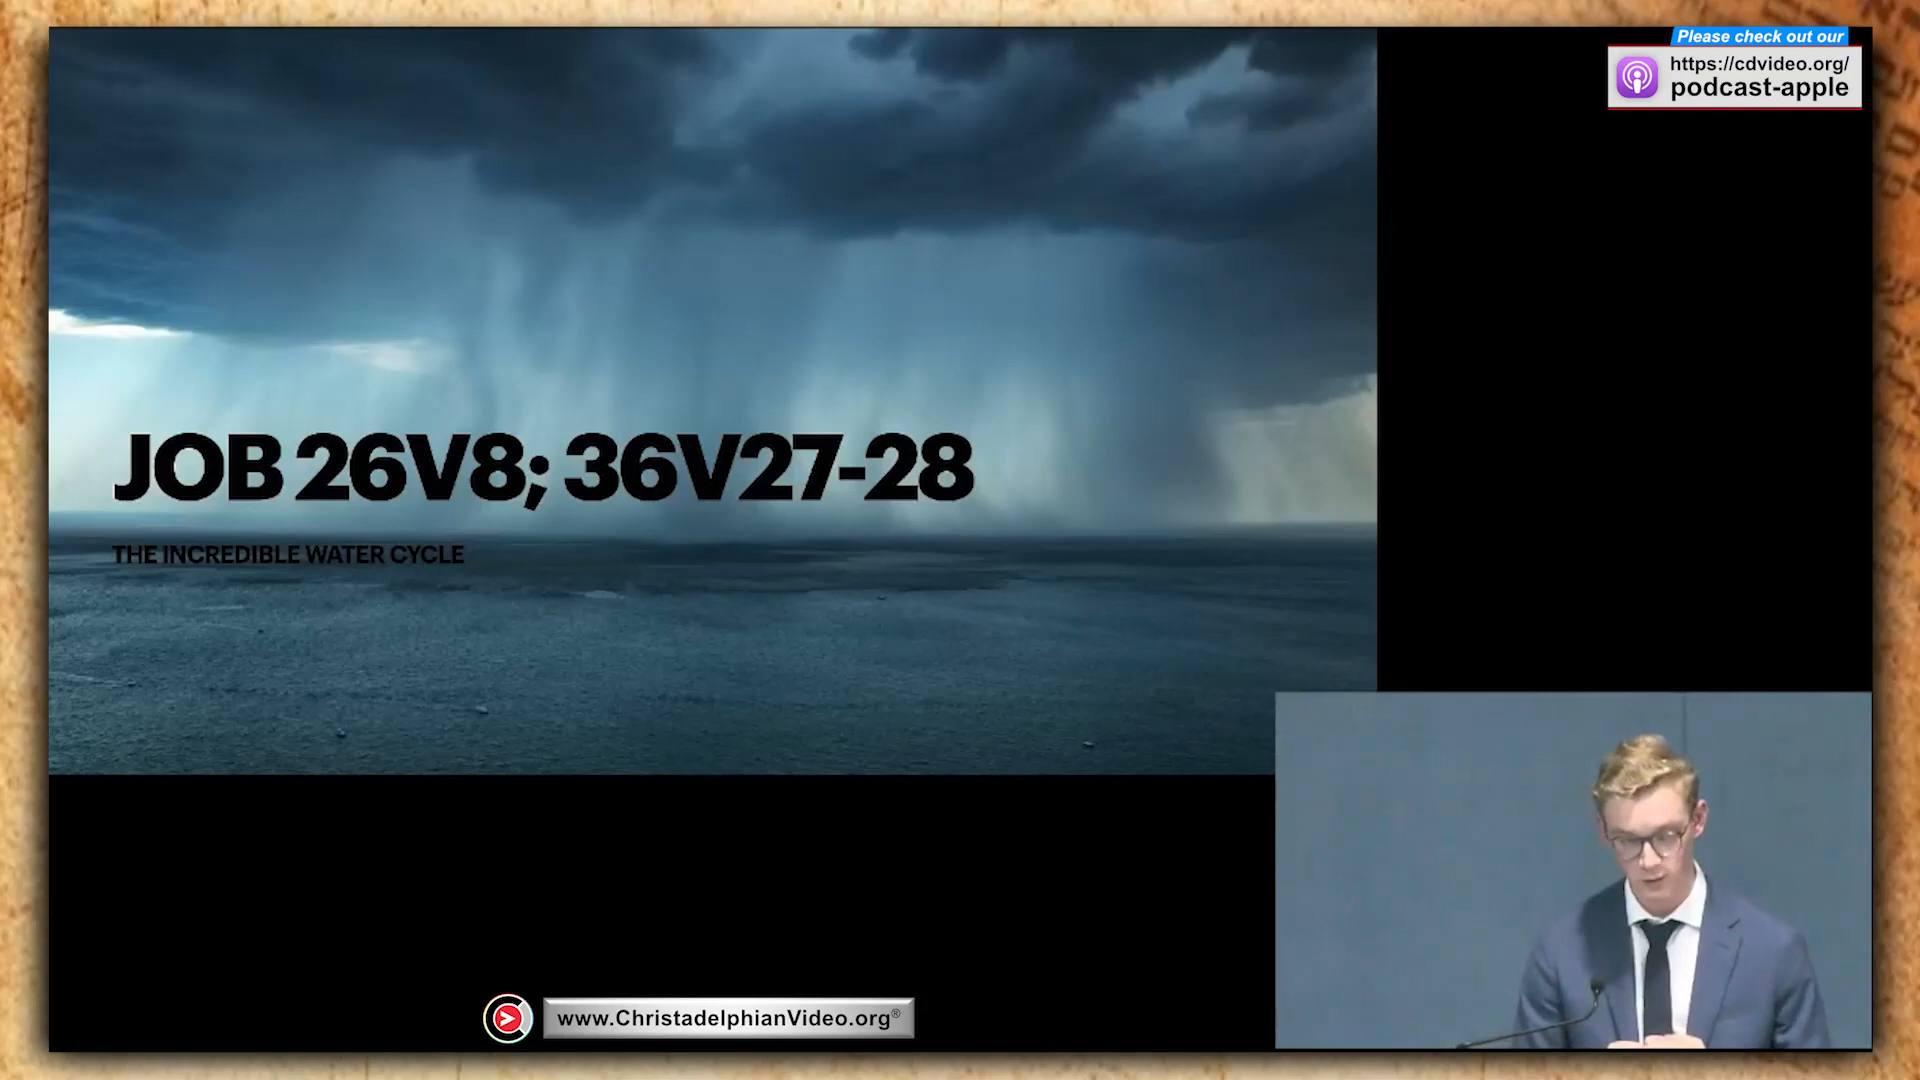 Please check out our
https://cdvideo.org/
podcast-apple
JOB 26V8; 36V27-28
THE INCREDIBLE WATER CYCLE
www.ChristadelphianVideo.org®